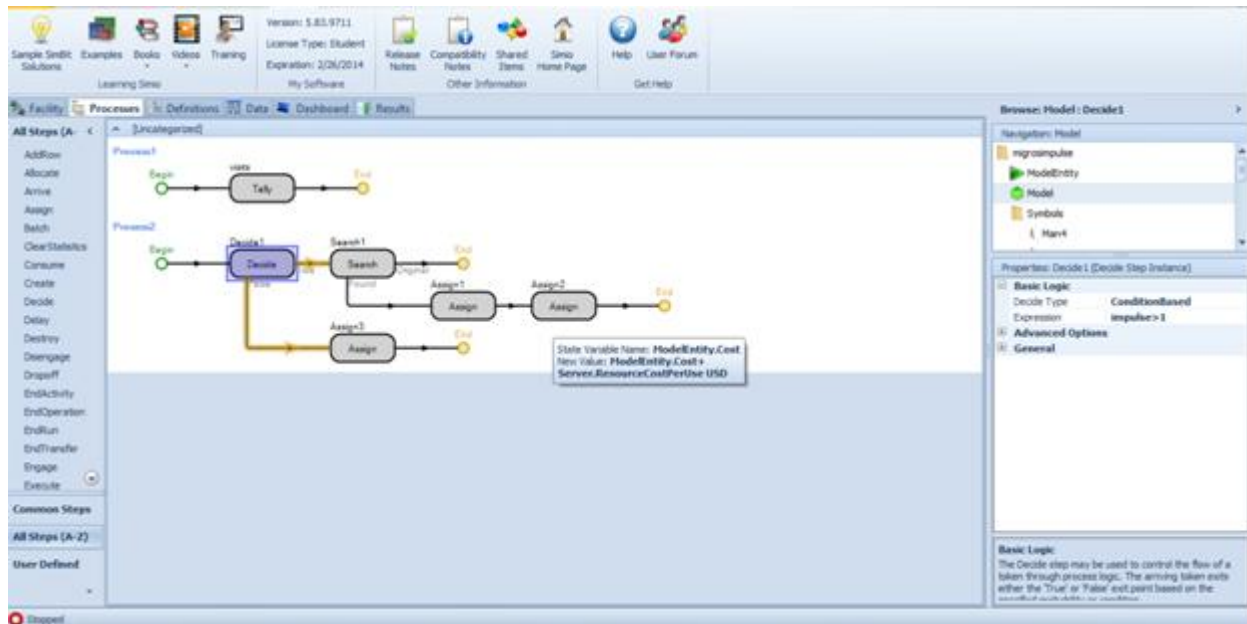 Version: 5.83.9711
License Type: Student
Expiration: 2/26/2014
Sample SimBit Solutions
Examples
Books
Videos
Training
Release Notes
Compatibility Notes
Shared Items
Simio Home Page
Help
User Forum
Learning Simio
My Software
Other Information
Get Help
Facility
Processes
Definitions
Data
Dashboard
Results
Browse: Model : Decide1
All Steps (A-
[Uncategorized]
Navigation: Model
AddRow
Allocate
Arrive
Assign
Batch
ClearStatistics
Consume
Create
Decide
Delay
Destroy
Disengage
Dropoff
EndActivity
EndOperation
EndRun
EndTransfer
Engage
Execute
Common Steps
All Steps (A-Z)
User Defined
Process1
Begin
Tally
End
Process2
Begin
Decide1
Decide
False
Search1
Search
Original
Found
End
Assign1
Assign
Assign2
Assign
End
Assign3
Assign
End
State Variable Name: ModelEntity.Cost
New Value: ModelEntity.Cost+
Server.ResourceCostPerUse USD
migrosimpulse
ModelEntity
Model
Symbols
Man4
Properties: Decide1 (Decide Step Instance)
Basic Logic
Decide Type ConditionBased
Expression impulse>1
Advanced Options
General
Basic Logic
The Decide step may be used to control the flow of a
token through process logic. The arriving token exits
either the 'True' or 'False' exit point based on the
Stopped